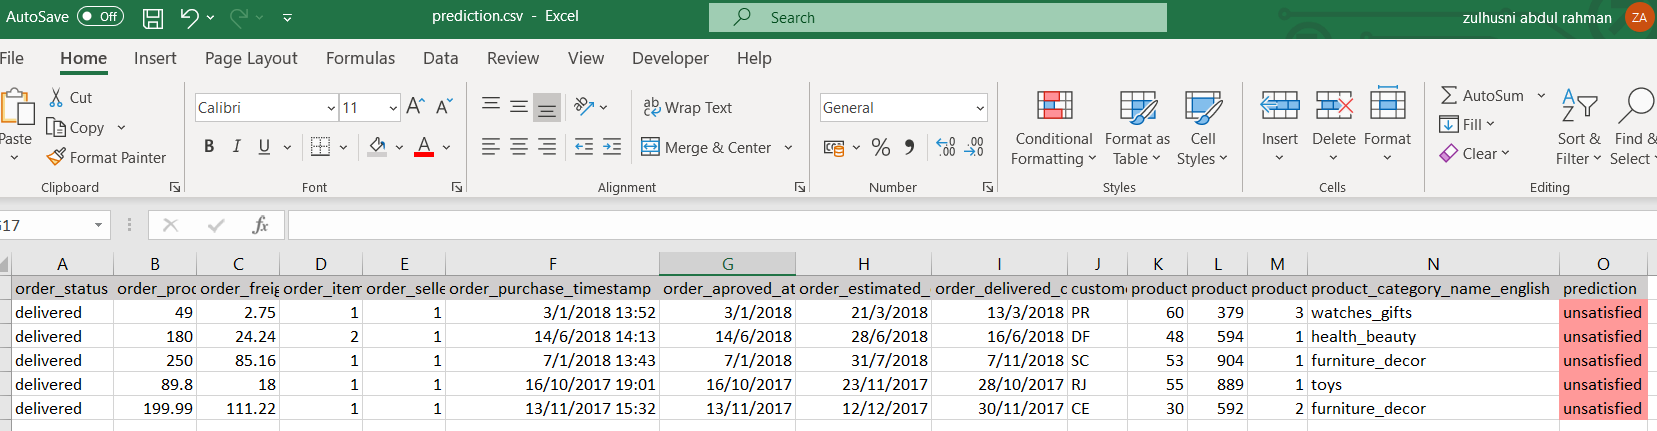 AutoSave Off prediction.csv - Excel Search zulhusni abdul rahman ZA
File Home Insert Page Layout Formulas Data Review View Developer Help
Paste Cut Copy Format Painter Clipboard
Calibri 11 A A B I U A Font
ab Wrap Text Merge & Center Alignment
General % Number
Conditional Formatting Format as Table Cell Styles Styles
Insert Delete Format Cells
AutoSum Fill Clear Sort & Filter Find & Select Editing
G17 fx
A B C D E F G H I J K L M N O
order_status order_prod order_freig order_item order_selle order_purchase_timestamp order_aproved_at order_estimated_ order_delivered_c custome product product product product_category_name_english prediction
delivered 49 2.75 1 1 3/1/2018 13:52 3/1/2018 21/3/2018 13/3/2018 PR 60 379 3 watches_gifts unsatisfied
delivered 180 24.24 2 1 14/6/2018 14:13 14/6/2018 28/6/2018 16/6/2018 DF 48 594 1 health_beauty unsatisfied
delivered 250 85.16 1 1 7/1/2018 13:43 7/1/2018 31/7/2018 7/11/2018 SC 53 904 1 furniture_decor unsatisfied
delivered 89.8 18 1 1 16/10/2017 19:01 16/10/2017 23/11/2017 28/10/2017 RJ 55 889 1 toys unsatisfied
delivered 199.99 111.22 1 1 13/11/2017 15:32 13/11/2017 12/12/2017 30/11/2017 CE 30 592 2 furniture_decor unsatisfied